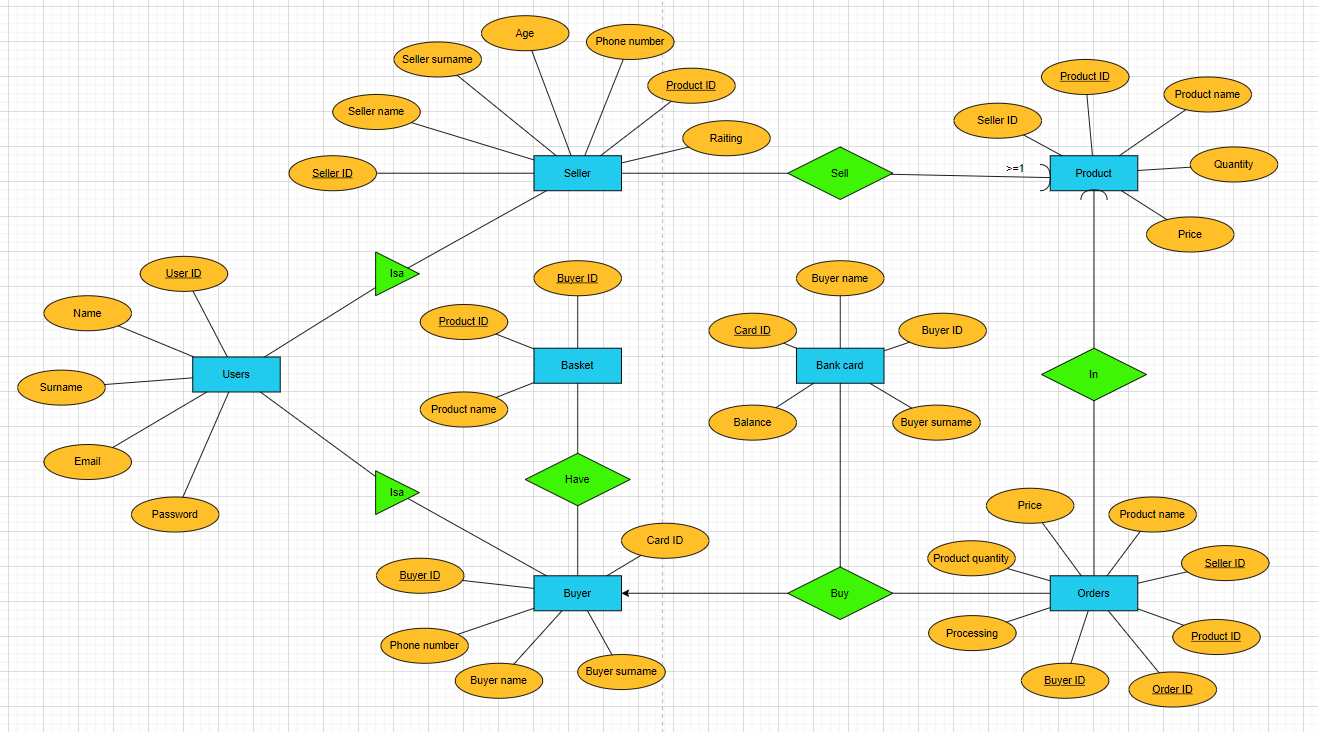 Age
Phone number
Seller surname
Product ID
Product ID
Product name
Seller name
Seller ID
Raiting
Seller ID
Seller
Sell
>=1
Product
Quantity
Price
User ID
Isa
Buyer ID
Buyer name
Name
Product ID
Card ID
Buyer ID
Users
Basket
Bank card
In
Surname
Product name
Balance
Buyer surname
Email
Have
Isa
Password
Price
Product name
Card ID
Product quantity
Seller ID
Buyer ID
Buyer
Buy
Orders
Phone number
Processing
Product ID
Buyer name
Buyer surname
Buyer ID
Order ID